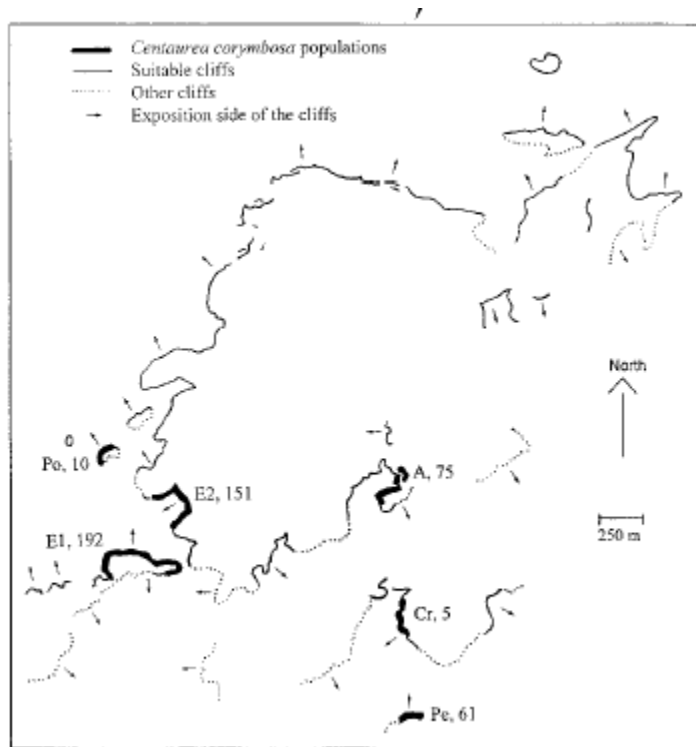 Centaurea corymbosa populations
Suitable cliffs
Other cliffs
Exposition side of the cliffs
North
Po, 10
E2, 151
A, 75
250 m
E1, 192
Cr, 5
Pe, 61